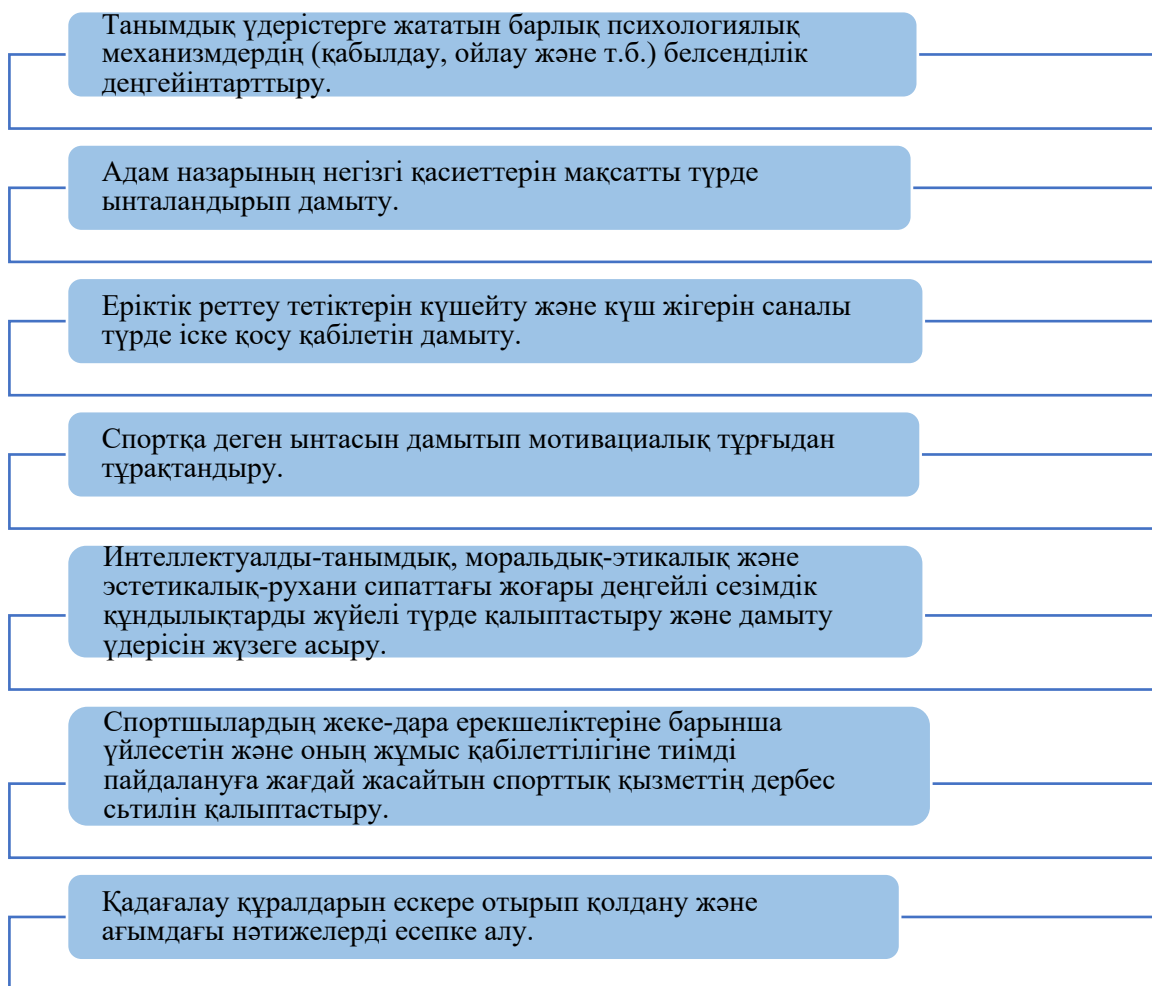 Танымдық үдерістерге жататын барлық психологиялық
механизмдердің (қабылдау, ойлау және т.б.) белсенділік
деңгейінтарттыру.
Адам назарының негізгі қасиеттерін мақсатты түрде
ынталандырып дамыту.
Еріктік реттеу тетіктерін күшейту және күш жігерін саналы
түрде іске қосу қабілетін дамыту.
Спортқа деген ынтасын дамытып мотивациалық тұрғыдан
тұрақтандыру.
Интеллектуалды-танымдық, моральдық-этикалық және
эстетикалық-рухани сипаттағы жоғары деңгейлі сезімдік
құндылықтарды жүйелі түрде қалыптастыру және дамыту
үдерісін жүзеге асыру.
Спортшылардың жеке-дара ерекшеліктеріне барынша
үйлесетін және оның жұмыс қабілеттілігіне тиімді
пайдалануға жағдай жасайтын спорттық қызметтің дербес
сьтилін қалыптастыру.
Қадағалау құралдарын ескере отырып қолдану және
ағымдағы нәтижелерді есепке алу.